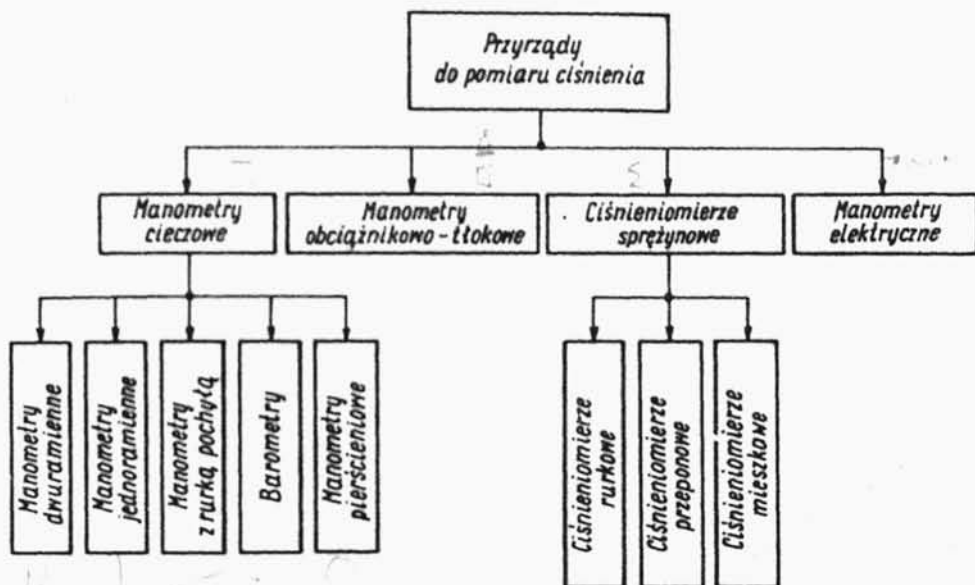 Przyrządy
do pomiaru ciśnienia
Manometry
cieczowe
Manometry
obciążnikowo-tłokowe
Ciśnieniomierze
sprężynowe
Manometry
elektryczne
Manometry
dwuramienne
Manometry
jednoramienne
Manometry
z rurką pochyłą
Barometry
Manometry
pierścieniowe
Ciśnieniomierze
rurkowe
Ciśnieniomierze
przeponowe
Ciśnieniomierze
mieszkowe